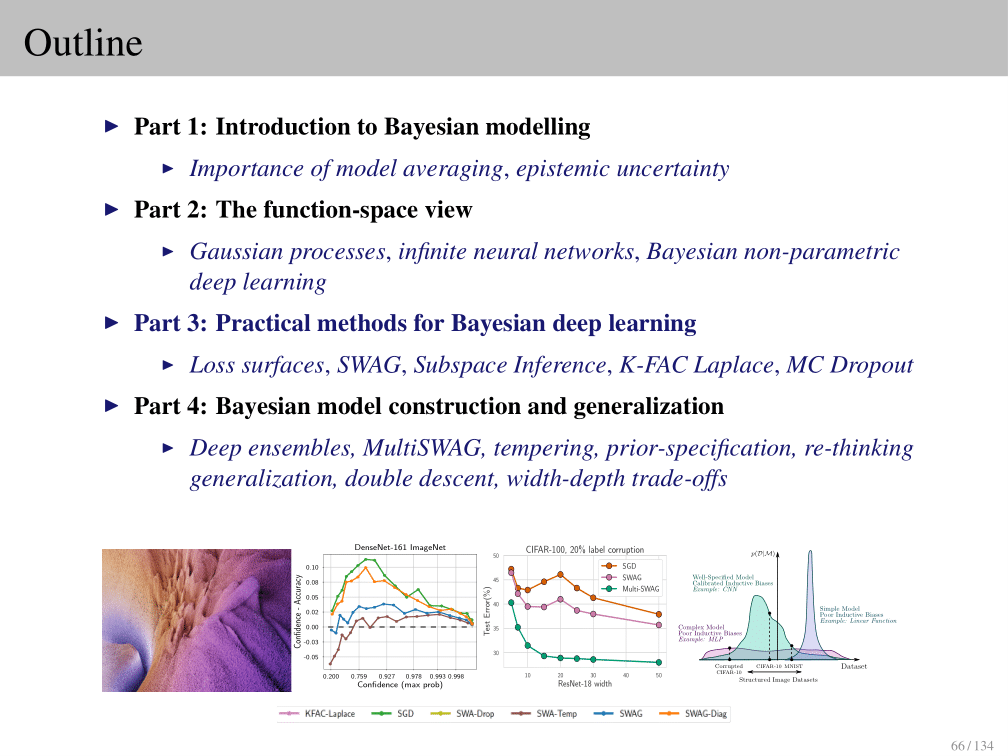 Outline
Part 1: Introduction to Bayesian modelling
Importance of model averaging, epistemic uncertainty
Part 2: The function-space view
Gaussian processes, infinite neural networks, Bayesian non-parametric
deep learning
Part 3: Practical methods for Bayesian deep learning
Loss surfaces, SWAG, Subspace Inference, K-FAC Laplace, MC Dropout
Part 4: Bayesian model construction and generalization
Deep ensembles, MultiSWAG, tempering, prior-specification, re-thinking
generalization, double descent, width-depth trade-offs
DenseNet-161 ImageNet
Confidence - Accuracy
0.10
0.08
0.05
0.02
0.00
-0.03
-0.05
0.200 0.759 0.927 0.978 0.993 0.998
Confidence (max prob)
CIFAR-100, 20% label corruption
Test Error(%)
50
45
40
35
30
SGD
SWAG
Multi-SWAG
10 20 30 40 50
ResNet-18 width
p(D|M)
Well-Specified Model
Calibrated Inductive Biases
Example: CNN
Simple Model
Poor Inductive Biases
Example: Linear Function
Complex Model
Poor Inductive Biases
Example: MLP
Corrupted
CIFAR-10
CIFAR-10 MNIST
Dataset
Structured Image Datasets
KFAC-Laplace SGD SWA-Drop SWA-Temp SWAG SWAG-Diag
66 / 134